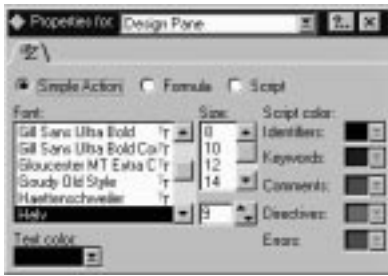 Properties for: Design Pane
Simple Action Formula Script
Font: Size: Script color:
Gill Sans Ultra Bold 8 Identifiers:
Gill Sans Ultra Bold Con 10 Keywords:
Gloucester MT Extra C 12 Comments:
Goudy Old Style 14
Haettenschweiler
Helv 9 Directives:
Text color: Errors: